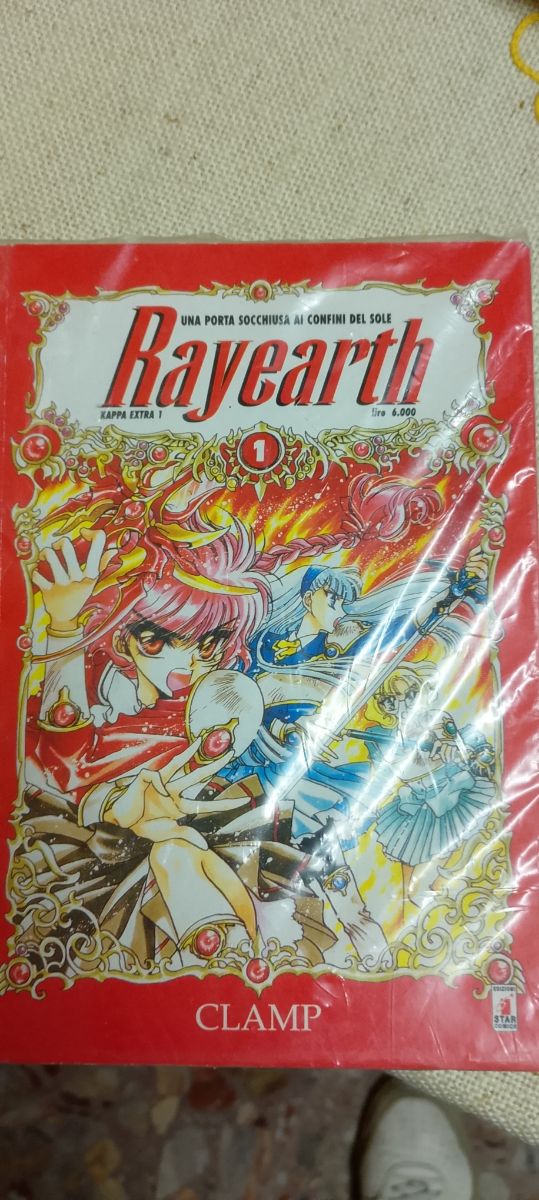 UNA PORTA SOCCHIUSA AI CONFINI DEL SOLE
Rayearth
KAPPA EXTRA 1
lire 6.000
1
CLAMP
EDIZIONI
STAR
COMICS